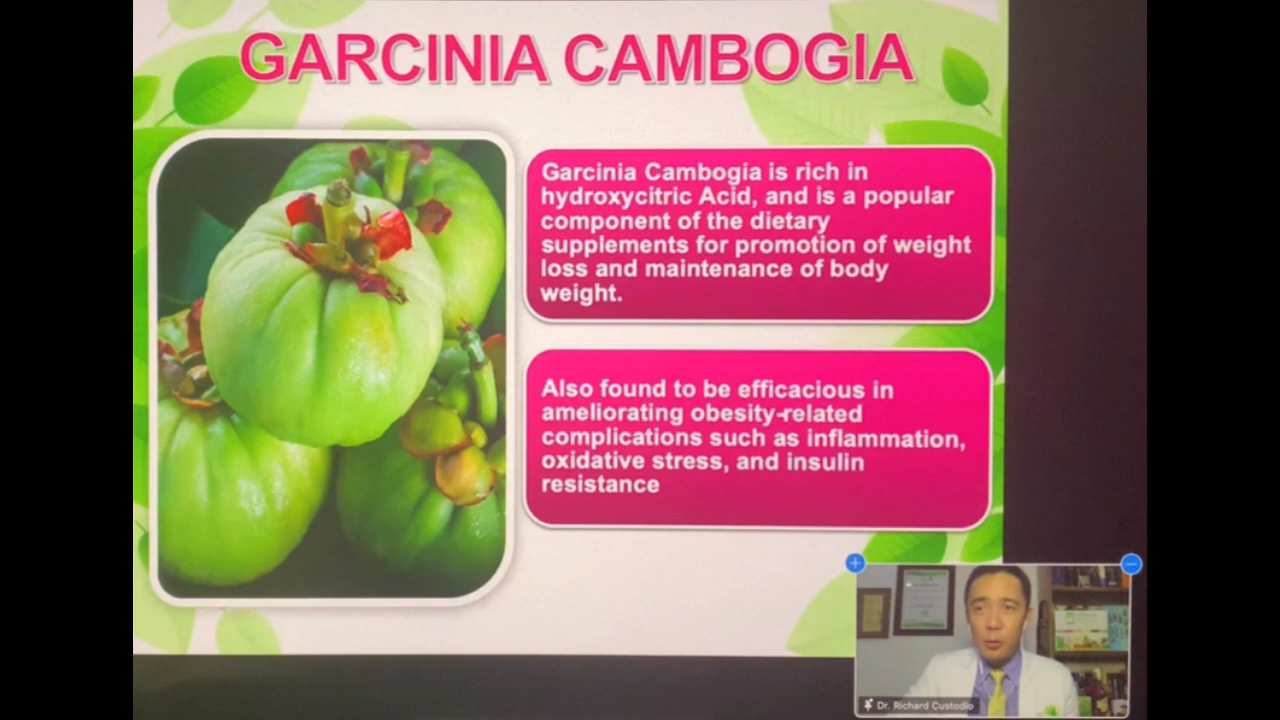 GARCINIA CAMBOGIA
Garcinia Cambogia is rich in
hydroxycitric Acid, and is a popular
component of the dietary
supplements for promotion of weight
loss and maintenance of body
weight.
Also found to be efficacious in
ameliorating obesity-related
complications such as inflammation,
oxidative stress, and insulin
resistance
Dr. Richard Custodio